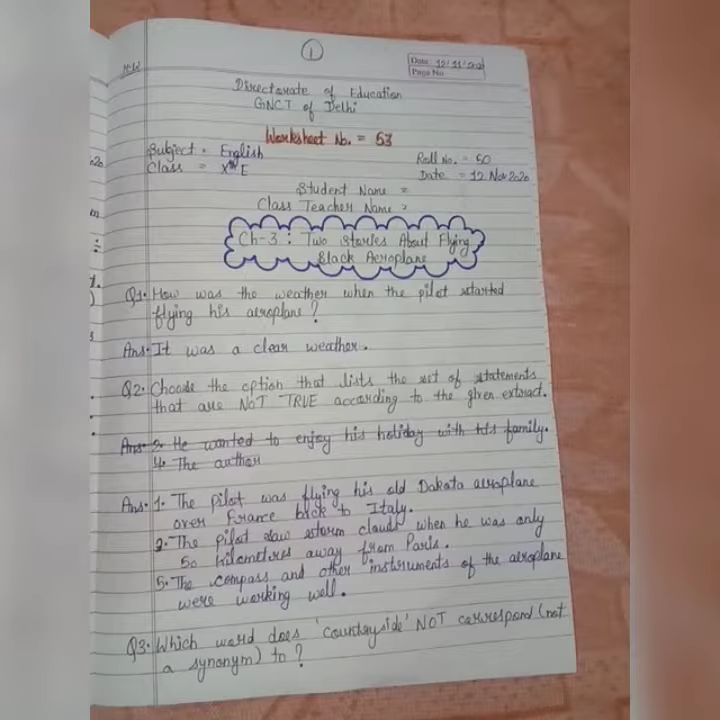 1
H.W
Date 12/11/2020
Page No
Directorate of Education
GNCT of Delhi
Worksheet No. = 53
Subject = English
Roll No. = 50
Class = Xth E
Date = 12 Nov 2020
Student Name =
Class Teacher Name =
Ch-3 : Two Stories About Flying
Black Aeroplane
Q1. How was the weather when the pilot started
flying his aeroplane?
Ans. It was a clear weather.
Q2. Choose the option that lists the set of statements
that are NOT TRUE according to the given extract.
Ans. 2. He wanted to enjoy his holiday with his family.
4. The author
Ans. 1. The pilot was flying his old Dakota aeroplane
over France back to Italy.
2. The pilot saw storm clouds when he was only
50 kilometres away from Paris.
5. The compass and other instruments of the aeroplane
were working well.
Q3. Which word does 'countryside' NOT correspond (not
a synonym) to?